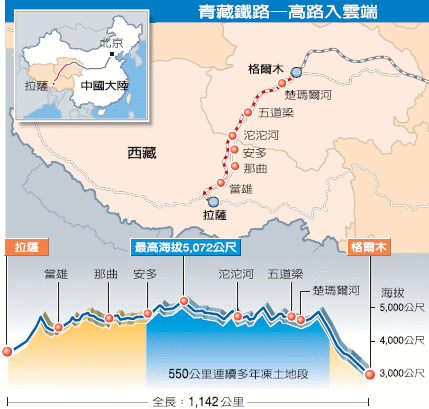 青藏鐵路—高路入雲端
北京
拉薩
中國大陸
格爾木
楚瑪爾河
五道梁
沱沱河
安多
那曲
當雄
西藏
拉薩
拉薩
最高海拔5,072公尺
格爾木
當雄
那曲
安多
沱沱河
五道梁
楚瑪爾河
海拔
5,000公尺
4,000公尺
3,000公尺
550公里連續多年凍土地段
全長：1,142公里